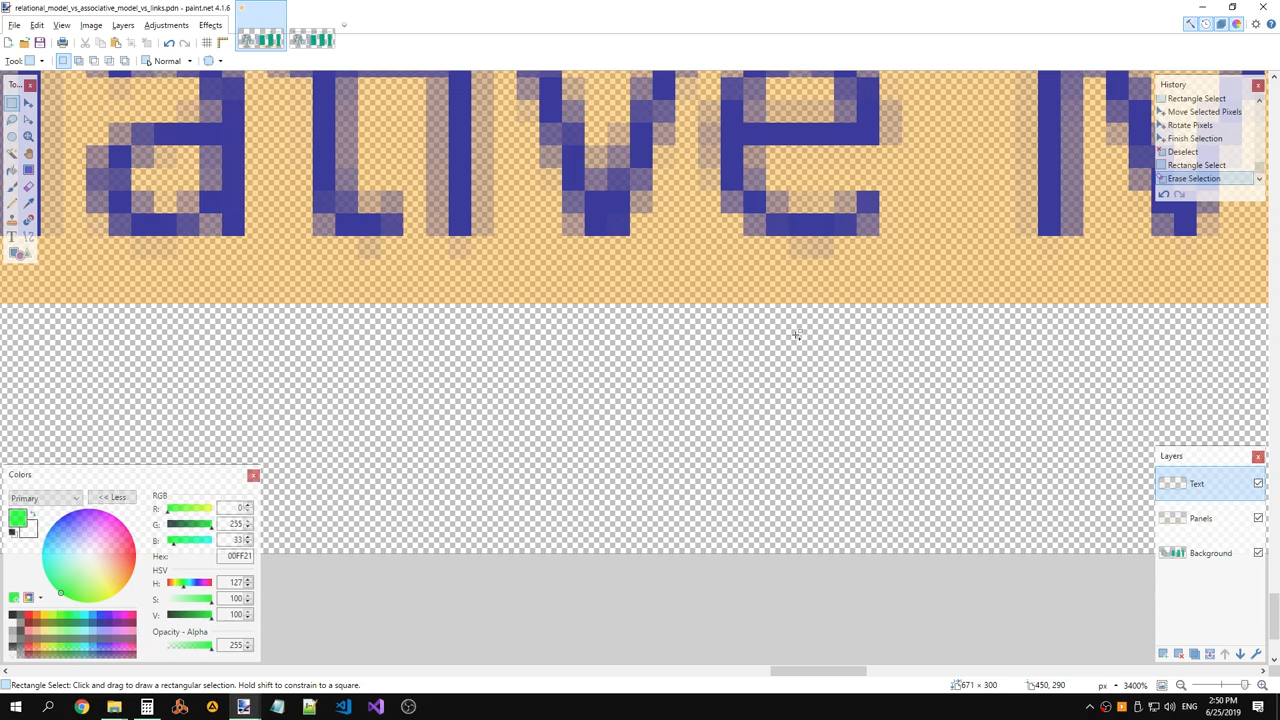 relational_model_vs_associative_model_vs_links.pdn - paint.net 4.1.6
File Edit View Image Layers Adjustments Effects
Tool: Normal
To...
ative M
T
History
Rectangle Select
Move Selected Pixels
Rotate Pixels
Finish Selection
Deselect
Rectangle Select
Erase Selection
Layers
Text
Panels
Background
Colors
Primary
<< Less
RGB
R: 0
G: 255
B: 33
Hex: 00FF21
HSV
H: 127
S: 100
V: 100
Opacity - Alpha
255
Rectangle Select: Click and drag to draw a rectangular selection. Hold shift to constrain to a square.
671 × 300
450, 290
px
3400%
ENG
2:50 PM
6/25/2019